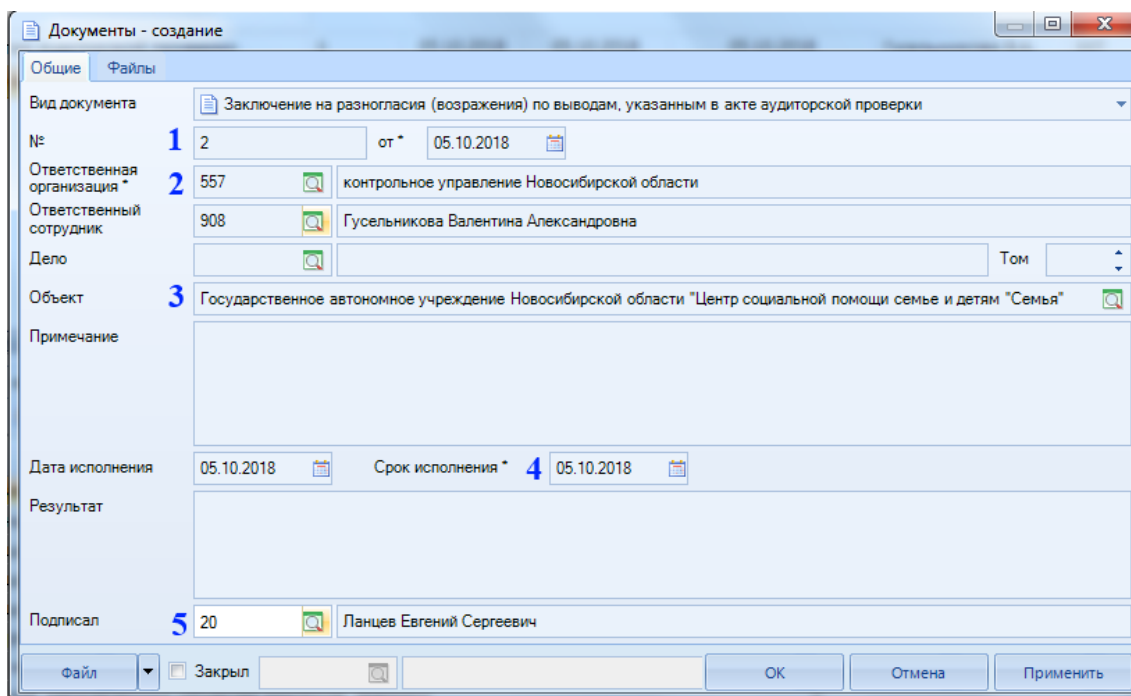 Документы - создание
Общие Файлы
Вид документа Заключение на разногласия (возражения) по выводам, указанным в акте аудиторской проверки
№ 1 2 от * 05.10.2018
Ответственная
организация * 2 557 контрольное управление Новосибирской области
Ответственный
сотрудник 908 Гусельникова Валентина Александровна
Дело Том
Объект 3 Государственное автономное учреждение Новосибирской области "Центр социальной помощи семье и детям "Семья"
Примечание
Дата исполнения 05.10.2018 Срок исполнения * 4 05.10.2018
Результат
Подписал 5 20 Ланцев Евгений Сергеевич
Файл Закрыл ОК Отмена Применить